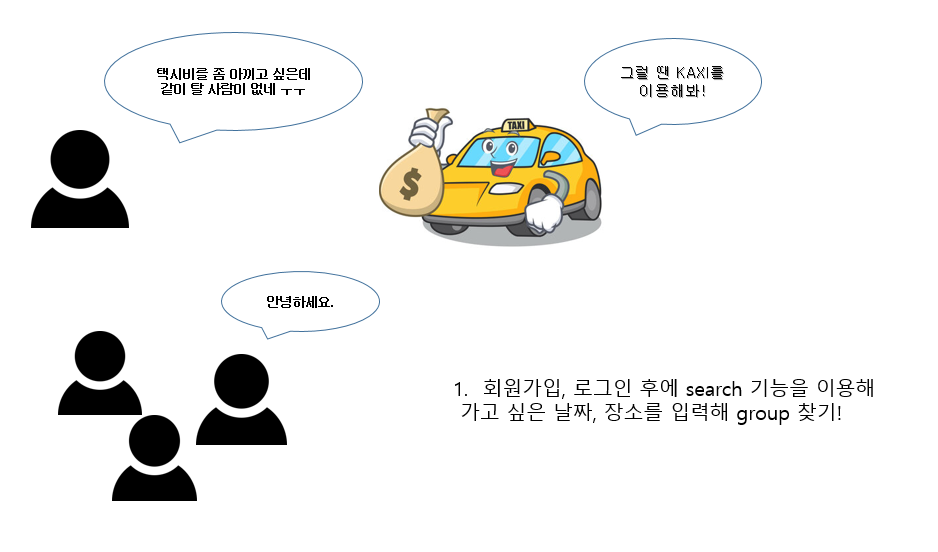 택시비를 좀 아끼고 싶은데
같이 탈 사람이 없네 ㅜㅜ
그럴 땐 KAXI를
이용해봐!
TAXI
$
안녕하세요.
1. 회원가입, 로그인 후에 search 기능을 이용해
가고 싶은 날짜, 장소를 입력해 group 찾기!